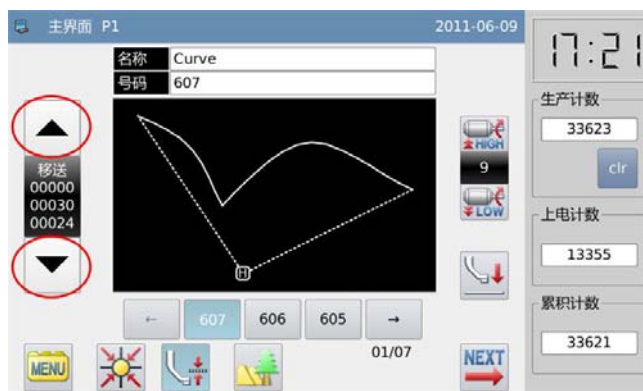 主界面 P1
2011-06-09
名称 Curve
号码 607
移送
00000
00030
00024
HIGH
9
LOW
H
← 607 606 605 →
01/07
MENU
NEXT
17:21
生产计数
33623
clr
上电计数
13355
累积计数
33621